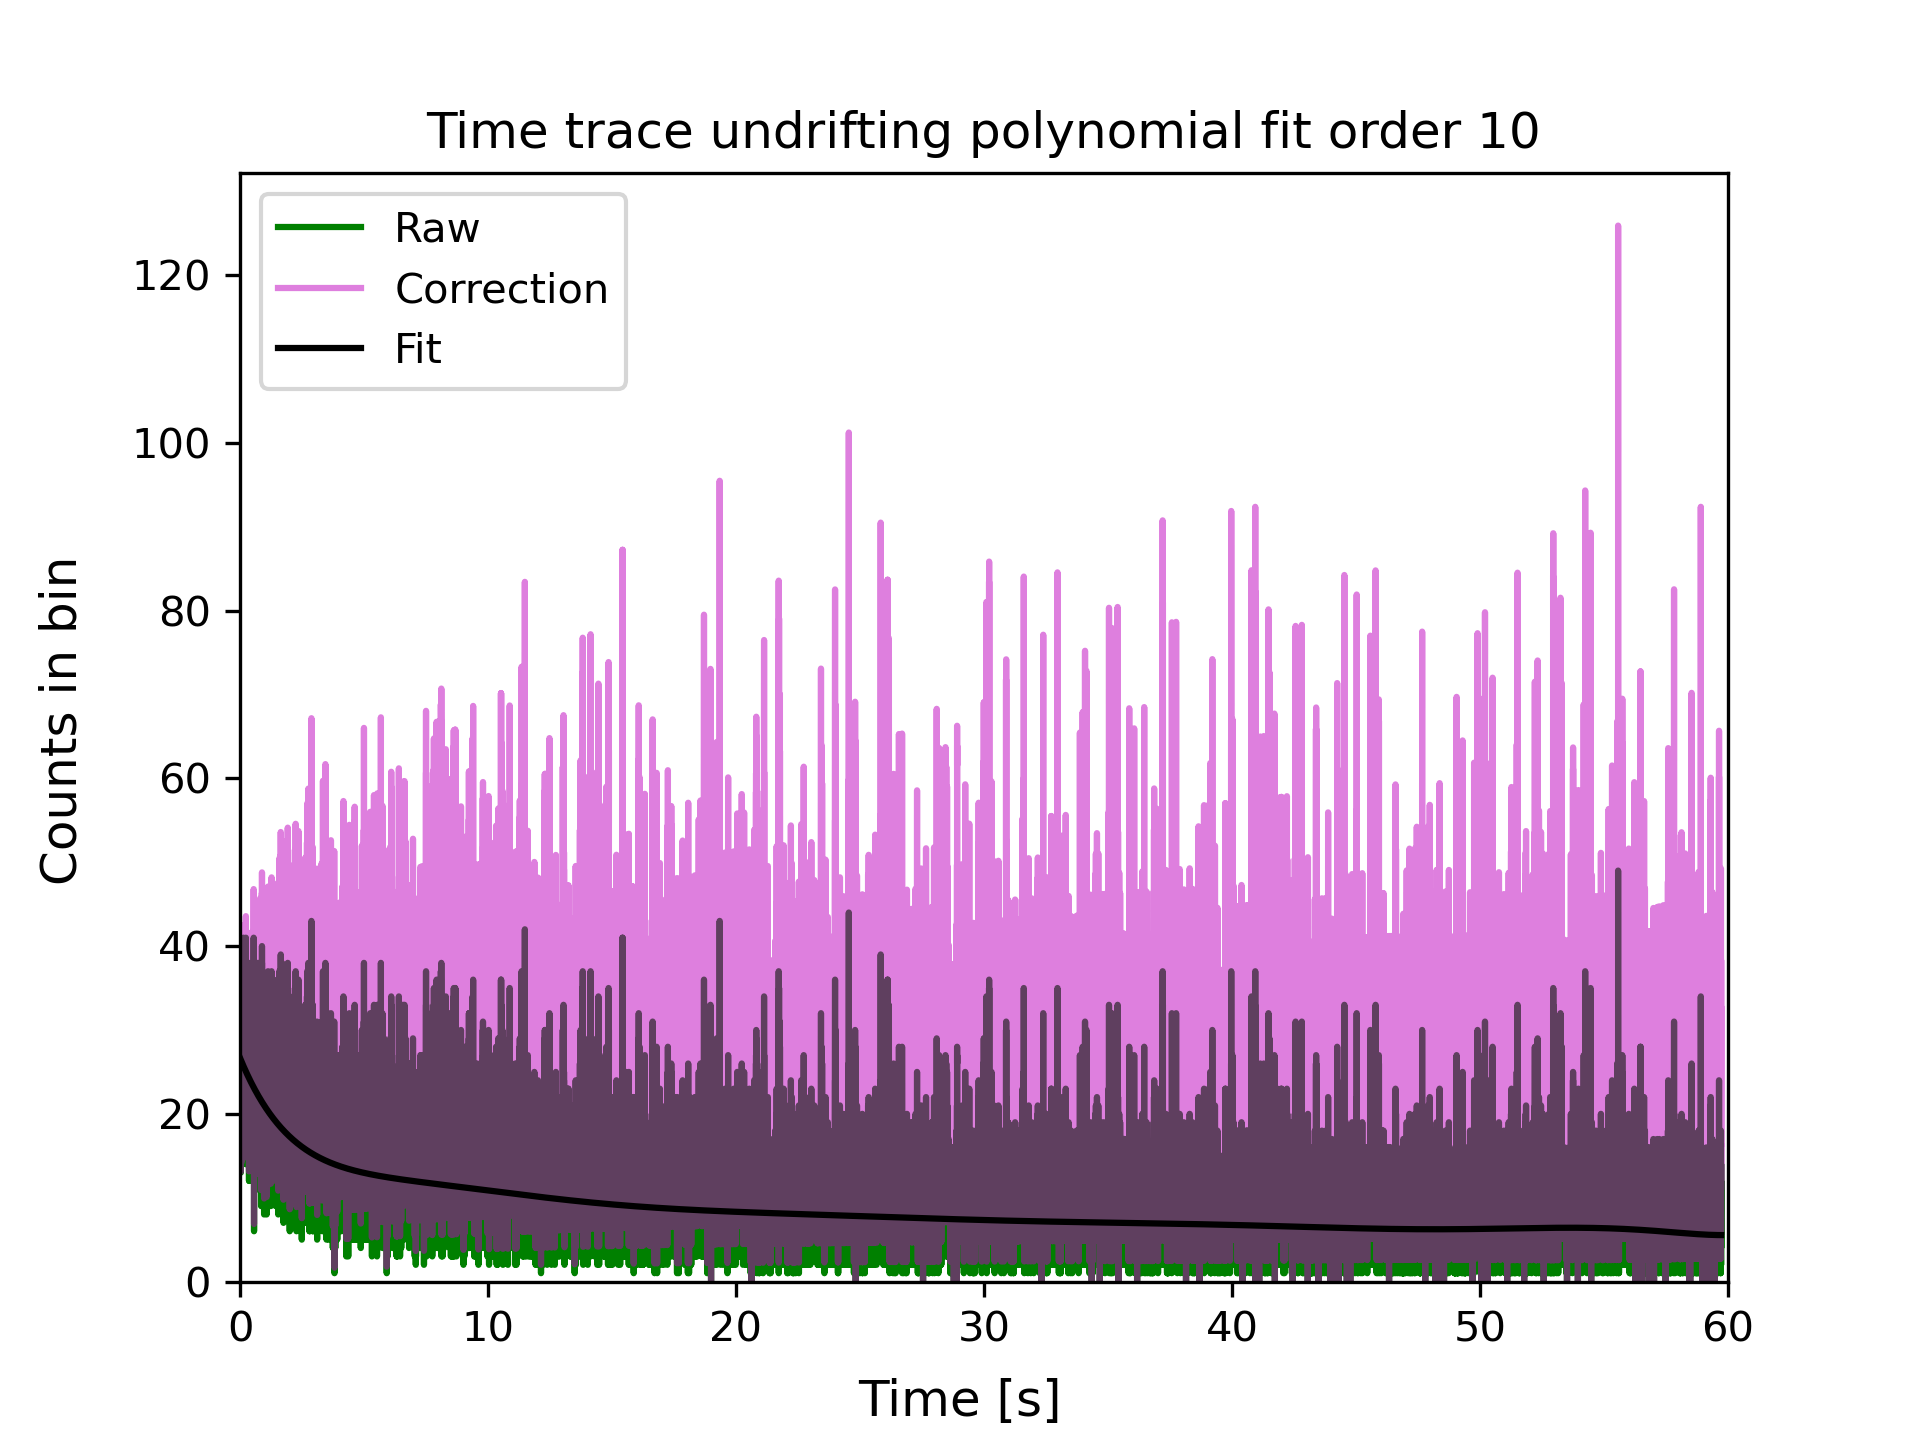 Time trace undrifting polynomial fit order 10
Raw
Correction
Fit
Counts in bin
120
100
80
60
40
20
0
0 10 20 30 40 50 60
Time [s]